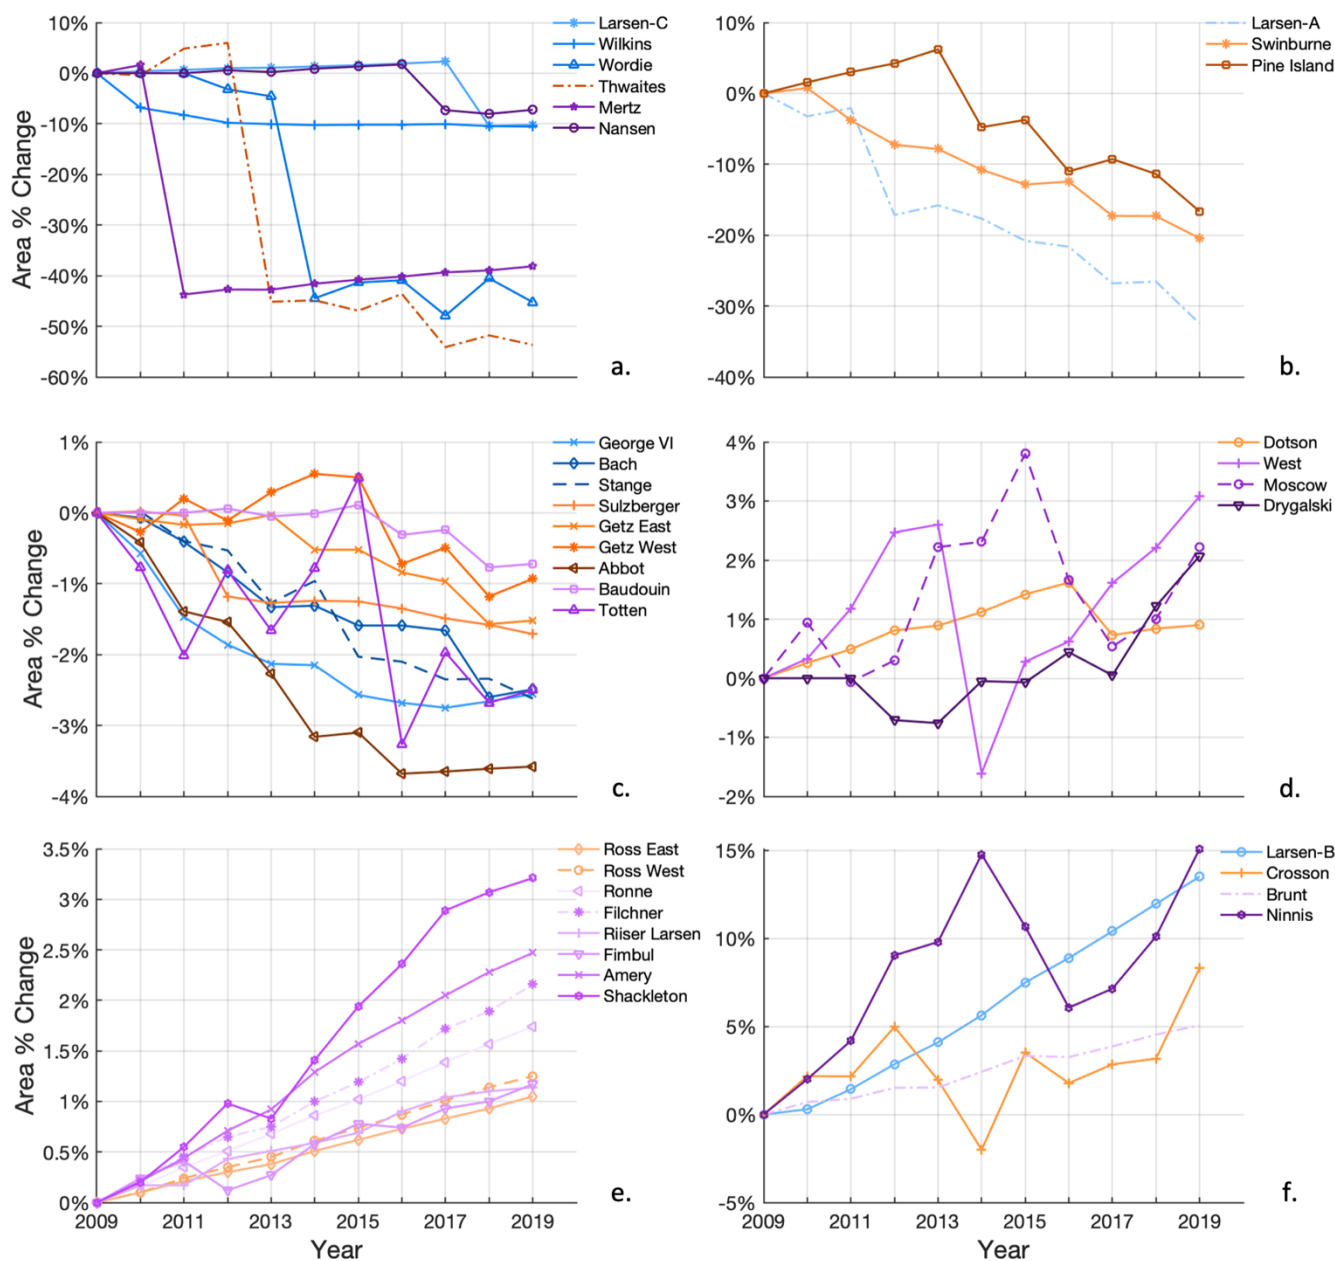 10%
0%
-10%
-20%
-30%
-40%
-50%
-60%
Area % Change
Larsen-C
Wilkins
Wordie
Thwaites
Mertz
Nansen
a.
10%
0%
-10%
-20%
-30%
-40%
Larsen-A
Swinburne
Pine Island
b.
1%
0%
-1%
-2%
-3%
-4%
Area % Change
George VI
Bach
Stange
Sulzberger
Getz East
Getz West
Abbot
Baudouin
Totten
c.
4%
3%
2%
1%
0%
-1%
-2%
Dotson
West
Moscow
Drygalski
d.
3.5%
3%
2.5%
2%
1.5%
1%
0.5%
0%
Area % Change
2009 2011 2013 2015 2017 2019
Year
Ross East
Ross West
Ronne
Filchner
Riiser Larsen
Fimbul
Amery
Shackleton
e.
15%
10%
5%
0%
-5%
2009 2011 2013 2015 2017 2019
Year
Larsen-B
Crosson
Brunt
Ninnis
f.